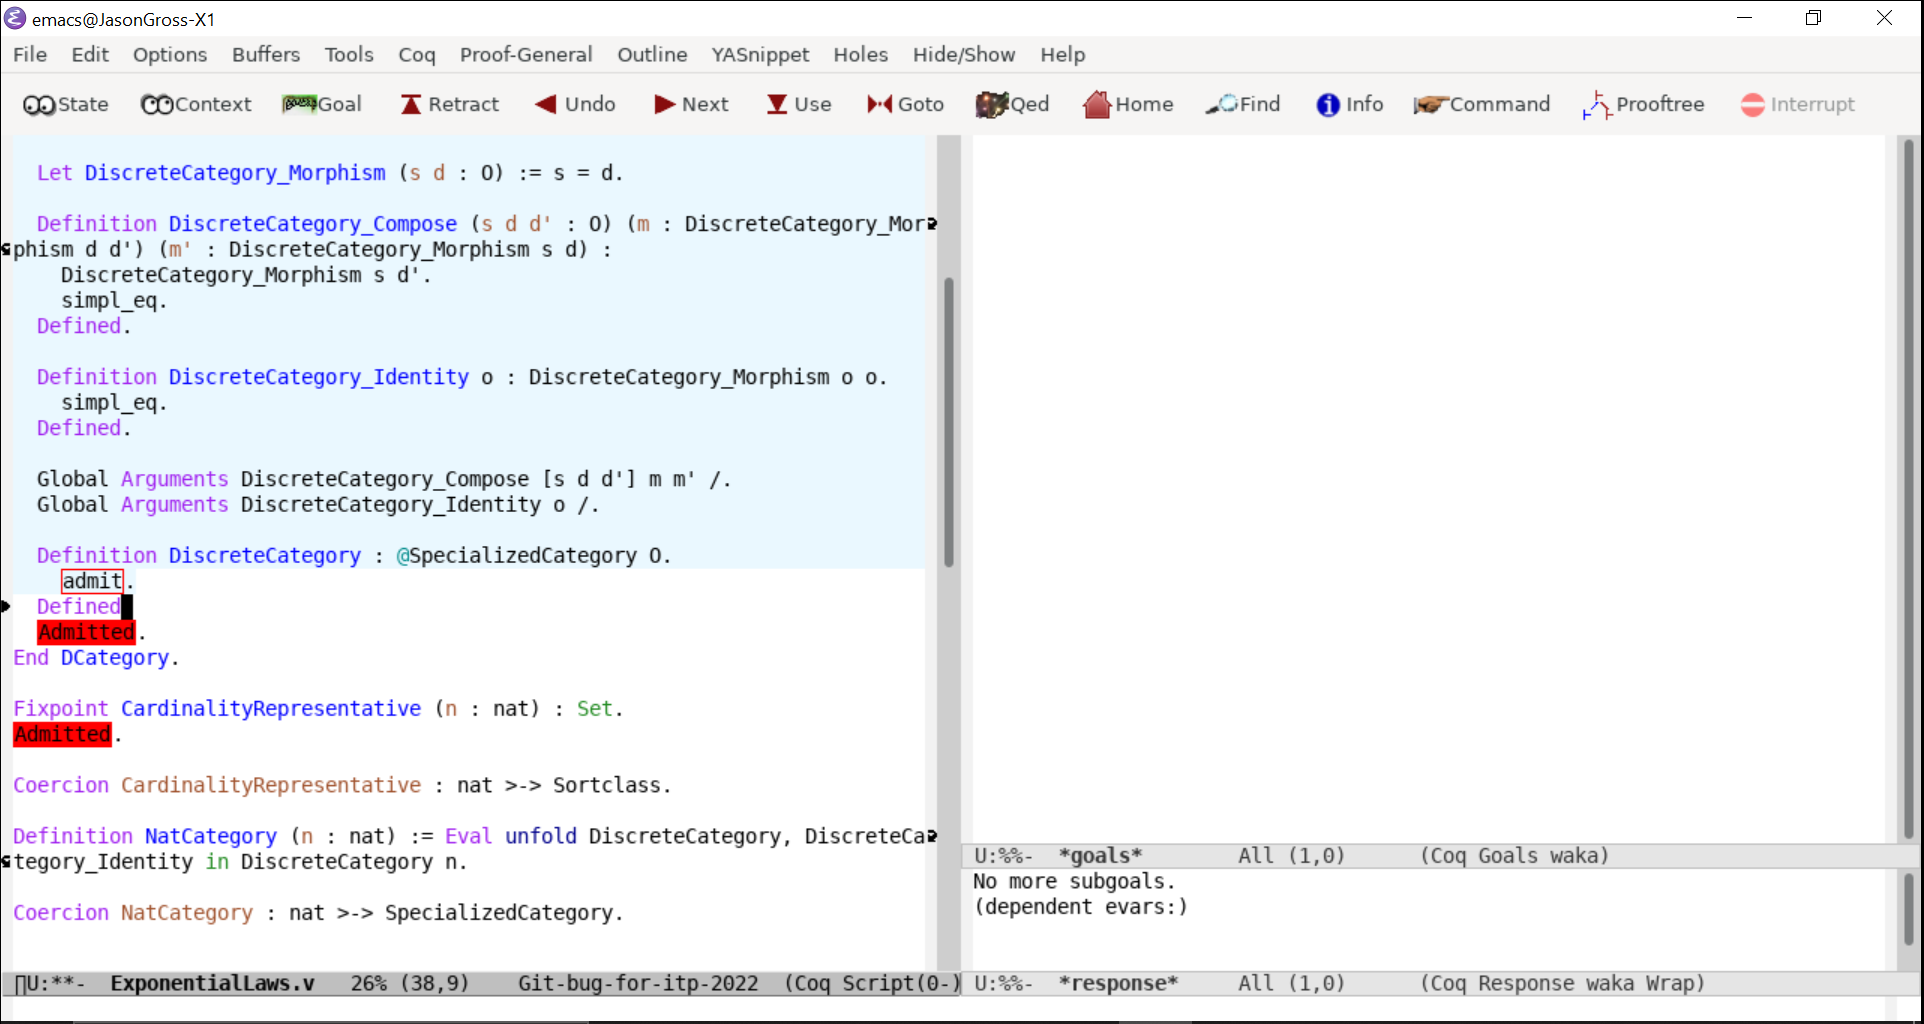 emacs@JasonGross-X1
File Edit Options Buffers Tools Coq Proof-General Outline YASnippet Holes Hide/Show Help
State Context Goal Retract Undo Next Use Goto Qed Home Find Info Command Prooftree Interrupt
Let DiscreteCategory_Morphism (s d : O) := s = d.
Definition DiscreteCategory_Compose (s d d' : O) (m : DiscreteCategory_Mor
phism d d') (m' : DiscreteCategory_Morphism s d) :
DiscreteCategory_Morphism s d'.
simpl_eq.
Defined.
Definition DiscreteCategory_Identity o : DiscreteCategory_Morphism o o.
simpl_eq.
Defined.
Global Arguments DiscreteCategory_Compose [s d d'] m m' /.
Global Arguments DiscreteCategory_Identity o /.
Definition DiscreteCategory : @SpecializedCategory O.
admit.
Defined
Admitted.
End DCategory.
Fixpoint CardinalityRepresentative (n : nat) : Set.
Admitted.
Coercion CardinalityRepresentative : nat >-> Sortclass.
Definition NatCategory (n : nat) := Eval unfold DiscreteCategory, DiscreteCa
tegory_Identity in DiscreteCategory n.
Coercion NatCategory : nat >-> SpecializedCategory.
U:**- ExponentialLaws.v 26% (38,9) Git-bug-for-itp-2022 (Coq Script(0-)
U:%%- *goals* All (1,0) (Coq Goals waka)
No more subgoals.
(dependent evars:)
U:%%- *response* All (1,0) (Coq Response waka Wrap)